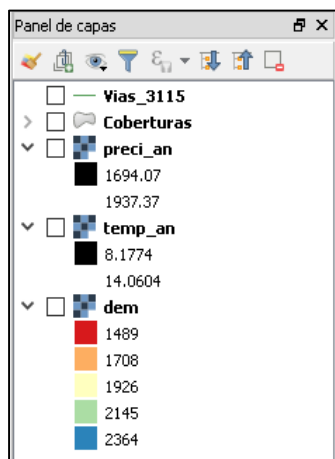 Panel de capas
Vias_3115
Coberturas
preci_an
1694.07
1937.37
temp_an
8.1774
14.0604
dem
1489
1708
1926
2145
2364